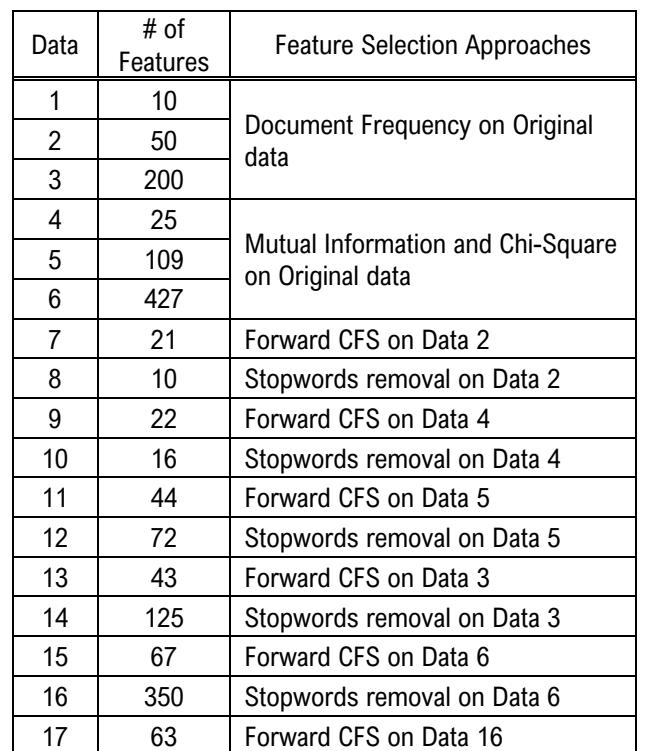 Data # of Features Feature Selection Approaches
1 10 Document Frequency on Original data
2 50
3 200
4 25 Mutual Information and Chi-Square on Original data
5 109
6 427
7 21 Forward CFS on Data 2
8 10 Stopwords removal on Data 2
9 22 Forward CFS on Data 4
10 16 Stopwords removal on Data 4
11 44 Forward CFS on Data 5
12 72 Stopwords removal on Data 5
13 43 Forward CFS on Data 3
14 125 Stopwords removal on Data 3
15 67 Forward CFS on Data 6
16 350 Stopwords removal on Data 6
17 63 Forward CFS on Data 16